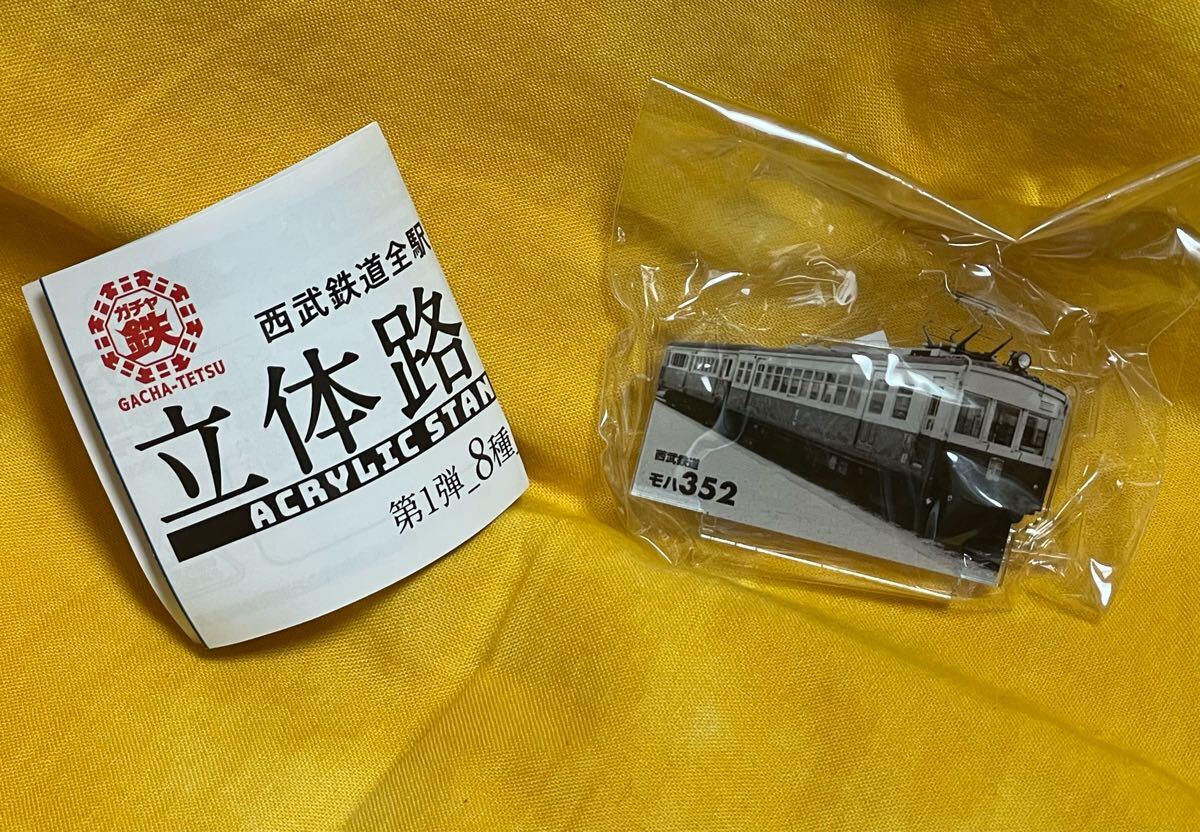 ガチャ
鉄
GACHA-TETSU
西武鉄道全駅
立体路
ACRYLIC STAN
第1弾_8種
西武鉄道
モハ352